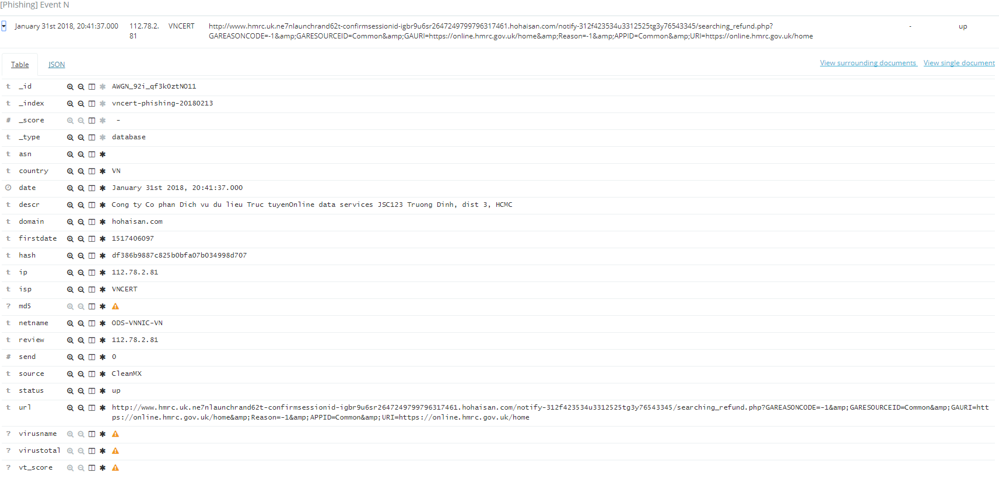 [Phishing] Event N
January 31st 2018, 20:41:37.000 112.78.2. VNCERT http://www.hmrc.uk.ne7nlaunchrand62t-confirmsessionid-igbr9u6sr2647249799796317461.hohaisan.com/notify-312f423534u3312525tg3y76543345/searching_refund.php? - up
81 GAREASONCODE=-1&amp;GARESOURCEID=Common&amp;GAURI=https://online.hmrc.gov.uk/home&amp;Reason=-1&amp;APPID=Common&amp;URI=https://online.hmrc.gov.uk/home
Table JSON View surrounding documents View single document
t _id AWGN_92i_qf3kOztNO11
t _index vncert-phishing-20180213
# _score -
t _type database
t asn
t country VN
date January 31st 2018, 20:41:37.000
t descr Cong ty Co phan Dich vu du lieu Truc tuyenOnline data services JSC123 Truong Dinh, dist 3, HCMC
t domain hohaisan.com
t firstdate 1517406097
t hash df386b9887c825b0bfa07b034998d707
t ip 112.78.2.81
t isp VNCERT
? md5
t netname ODS-VNNIC-VN
t review 112.78.2.81
# send 0
t source CleanMX
t status up
t url http://www.hmrc.uk.ne7nlaunchrand62t-confirmsessionid-igbr9u6sr2647249799796317461.hohaisan.com/notify-312f423534u3312525tg3y76543345/searching_refund.php?GAREASONCODE=-1&amp;GARESOURCEID=Common&amp;GAURI=htt
ps://online.hmrc.gov.uk/home&amp;Reason=-1&amp;APPID=Common&amp;URI=https://online.hmrc.gov.uk/home
? virusname
? virustotal
? vt_score